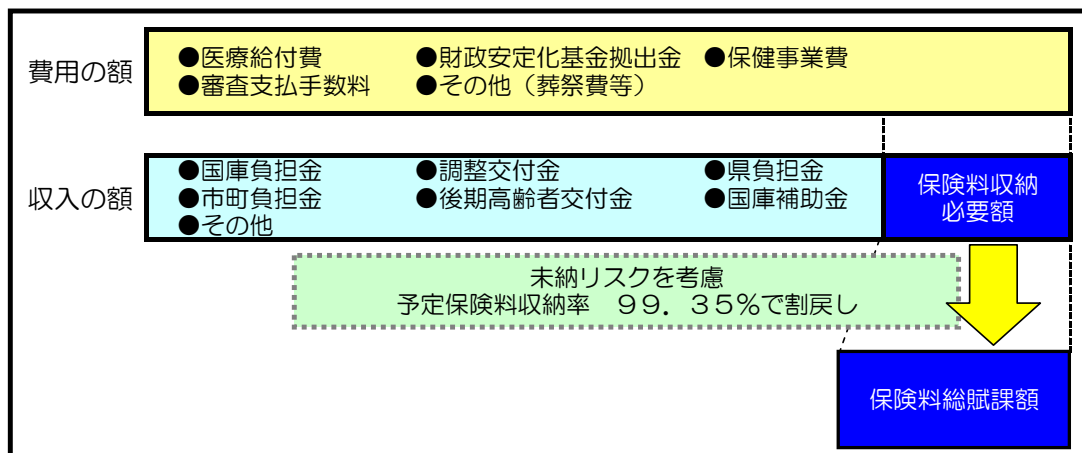 費用の額
●医療給付費 ●財政安定化基金拠出金 ●保健事業費
●審査支払手数料 ●その他（葬祭費等）
収入の額
●国庫負担金 ●調整交付金 ●県負担金
●市町負担金 ●後期高齢者交付金 ●国庫補助金
●その他
保険料収納
必要額
未納リスクを考慮
予定保険料収納率　９９．３５％で割戻し
保険料総賦課額